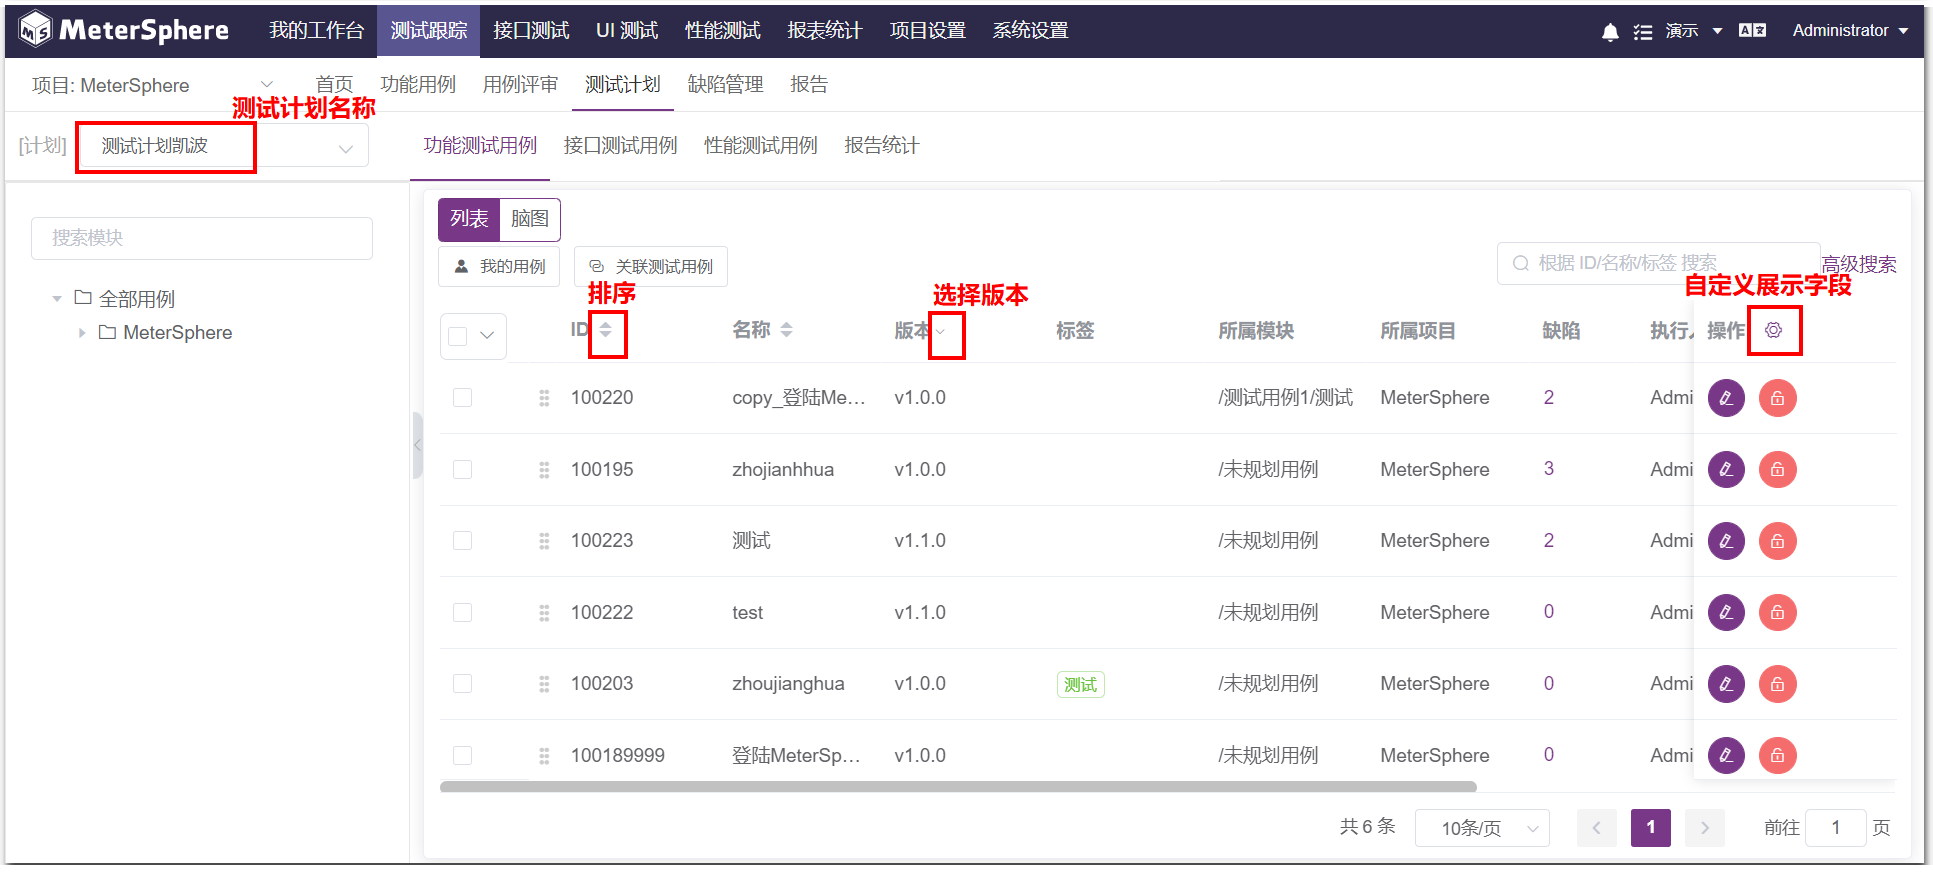 MeterSphere 我的工作台 测试跟踪 接口测试 UI 测试 性能测试 报表统计 项目设置 系统设置 演示 Administrator
项目: MeterSphere 首页 功能用例 用例评审 测试计划 缺陷管理 报告
测试计划名称
[计划] 测试计划凯波 功能测试用例 接口测试用例 性能测试用例 报告统计
列表 脑图
搜索模块
我的用例 关联测试用例 根据 ID/名称/标签 搜索 高级搜索
排序 选择版本 自定义展示字段
全部用例
MeterSphere
ID 名称 版本 标签 所属模块 所属项目 缺陷 执行人 操作
100220 copy_登陆Me... v1.0.0 /测试用例1/测试 MeterSphere 2 Admi
100195 zhojianhhua v1.0.0 /未规划用例 MeterSphere 3 Admi
100223 测试 v1.1.0 /未规划用例 MeterSphere 2 Admi
100222 test v1.1.0 /未规划用例 MeterSphere 0 Admi
100203 zhoujianghua v1.0.0 测试 /未规划用例 MeterSphere 0 Admi
100189999 登陆MeterSp... v1.0.0 /未规划用例 MeterSphere 0 Admi
共 6 条 10条/页 1 前往 1 页